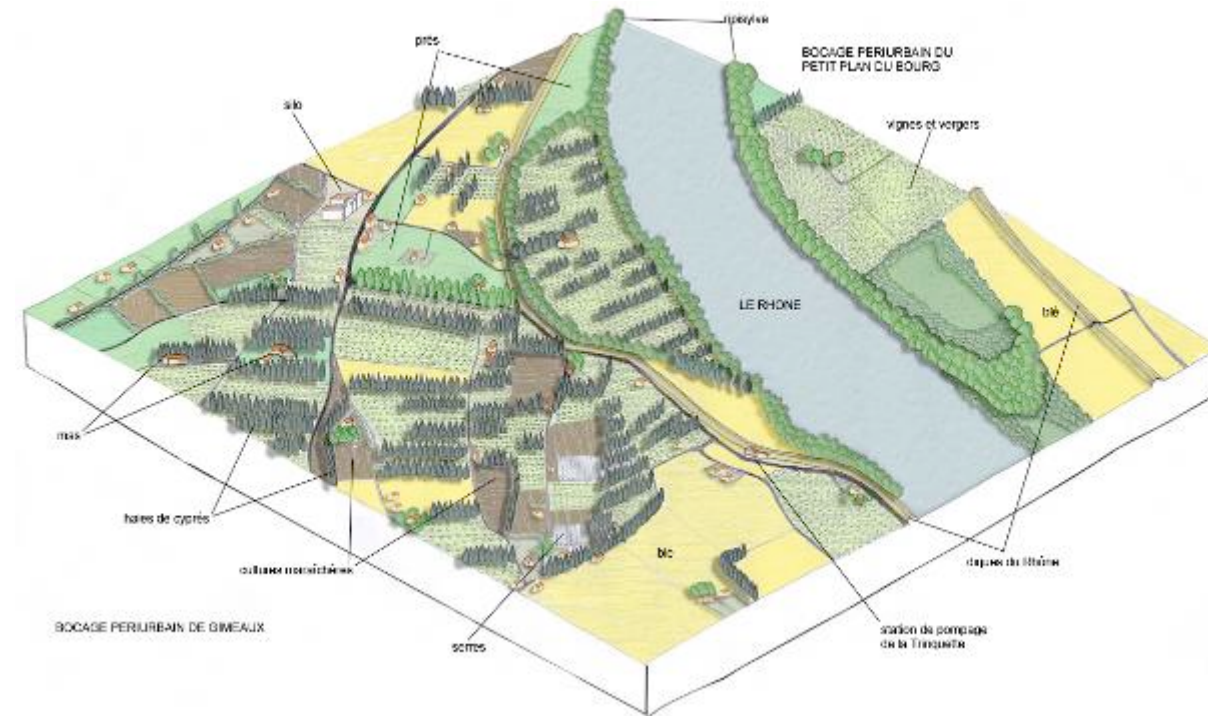 ripisylve
BOCAGE PERIURBAIN DU
PETIT PLAN DU BOURG
prés
silo
vignes et vergers
LE RHONE
blé
mas
haies de cyprès
cultures maraîchères
blé
digues du Rhône
BOCAGE PERIURBAIN DE GIMEAUX
serres
station de pompage
de la Trinquette